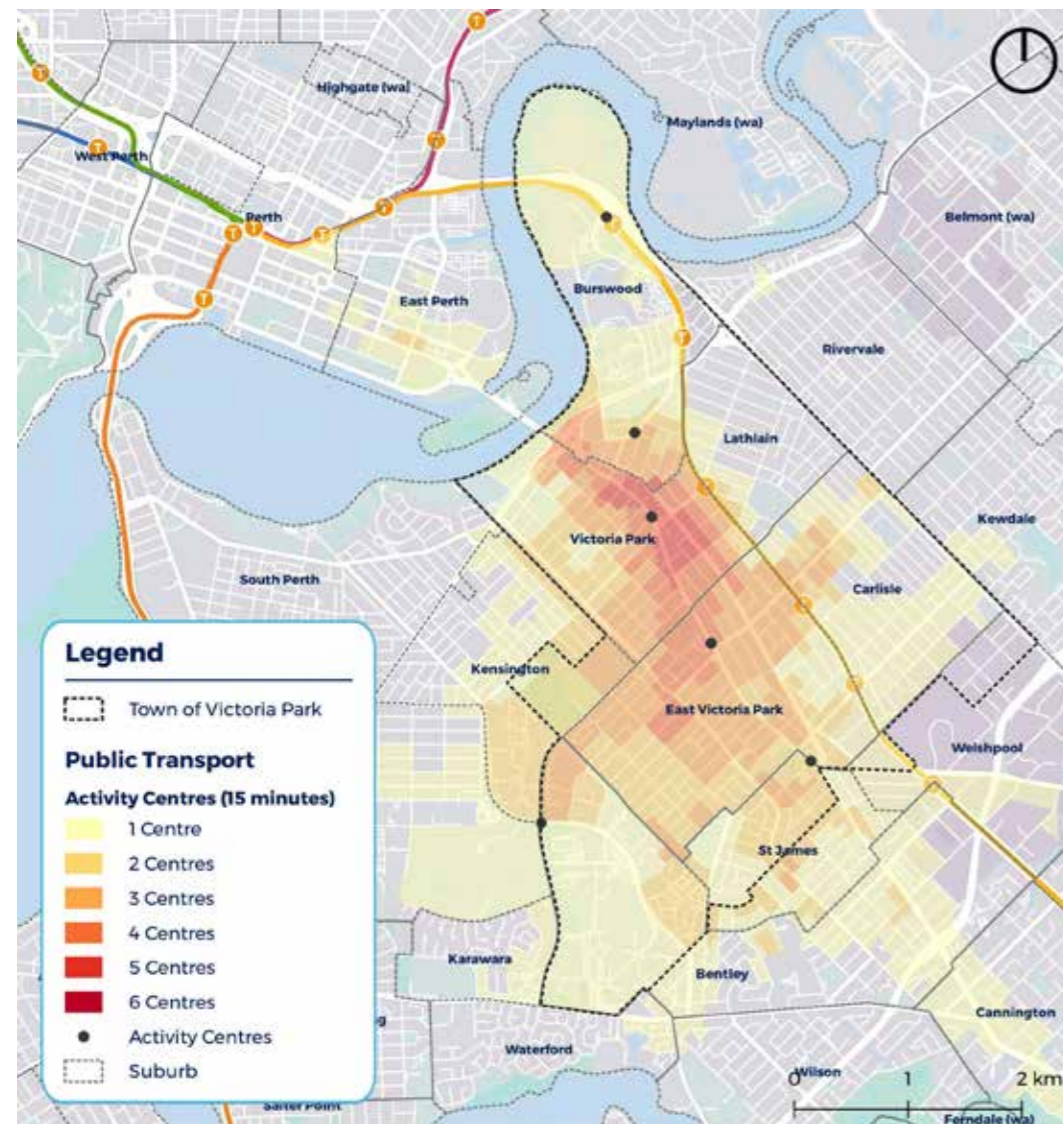 Highgate (wa)
Maylands (wa)
West Perth
Perth
Belmont (wa)
East Perth
Burswood
Rivervale
Lathlain
Kewdale
Victoria Park
South Perth
Carlisle
Kensington
East Victoria Park
Welshpool
St James
Karawara
Bentley
Cannington
Waterford
Wilson
Salter Point
Ferndale (wa)
Legend
Town of Victoria Park
Public Transport
Activity Centres (15 minutes)
1 Centre
2 Centres
3 Centres
4 Centres
5 Centres
6 Centres
Activity Centres
Suburb
0 1 2 km